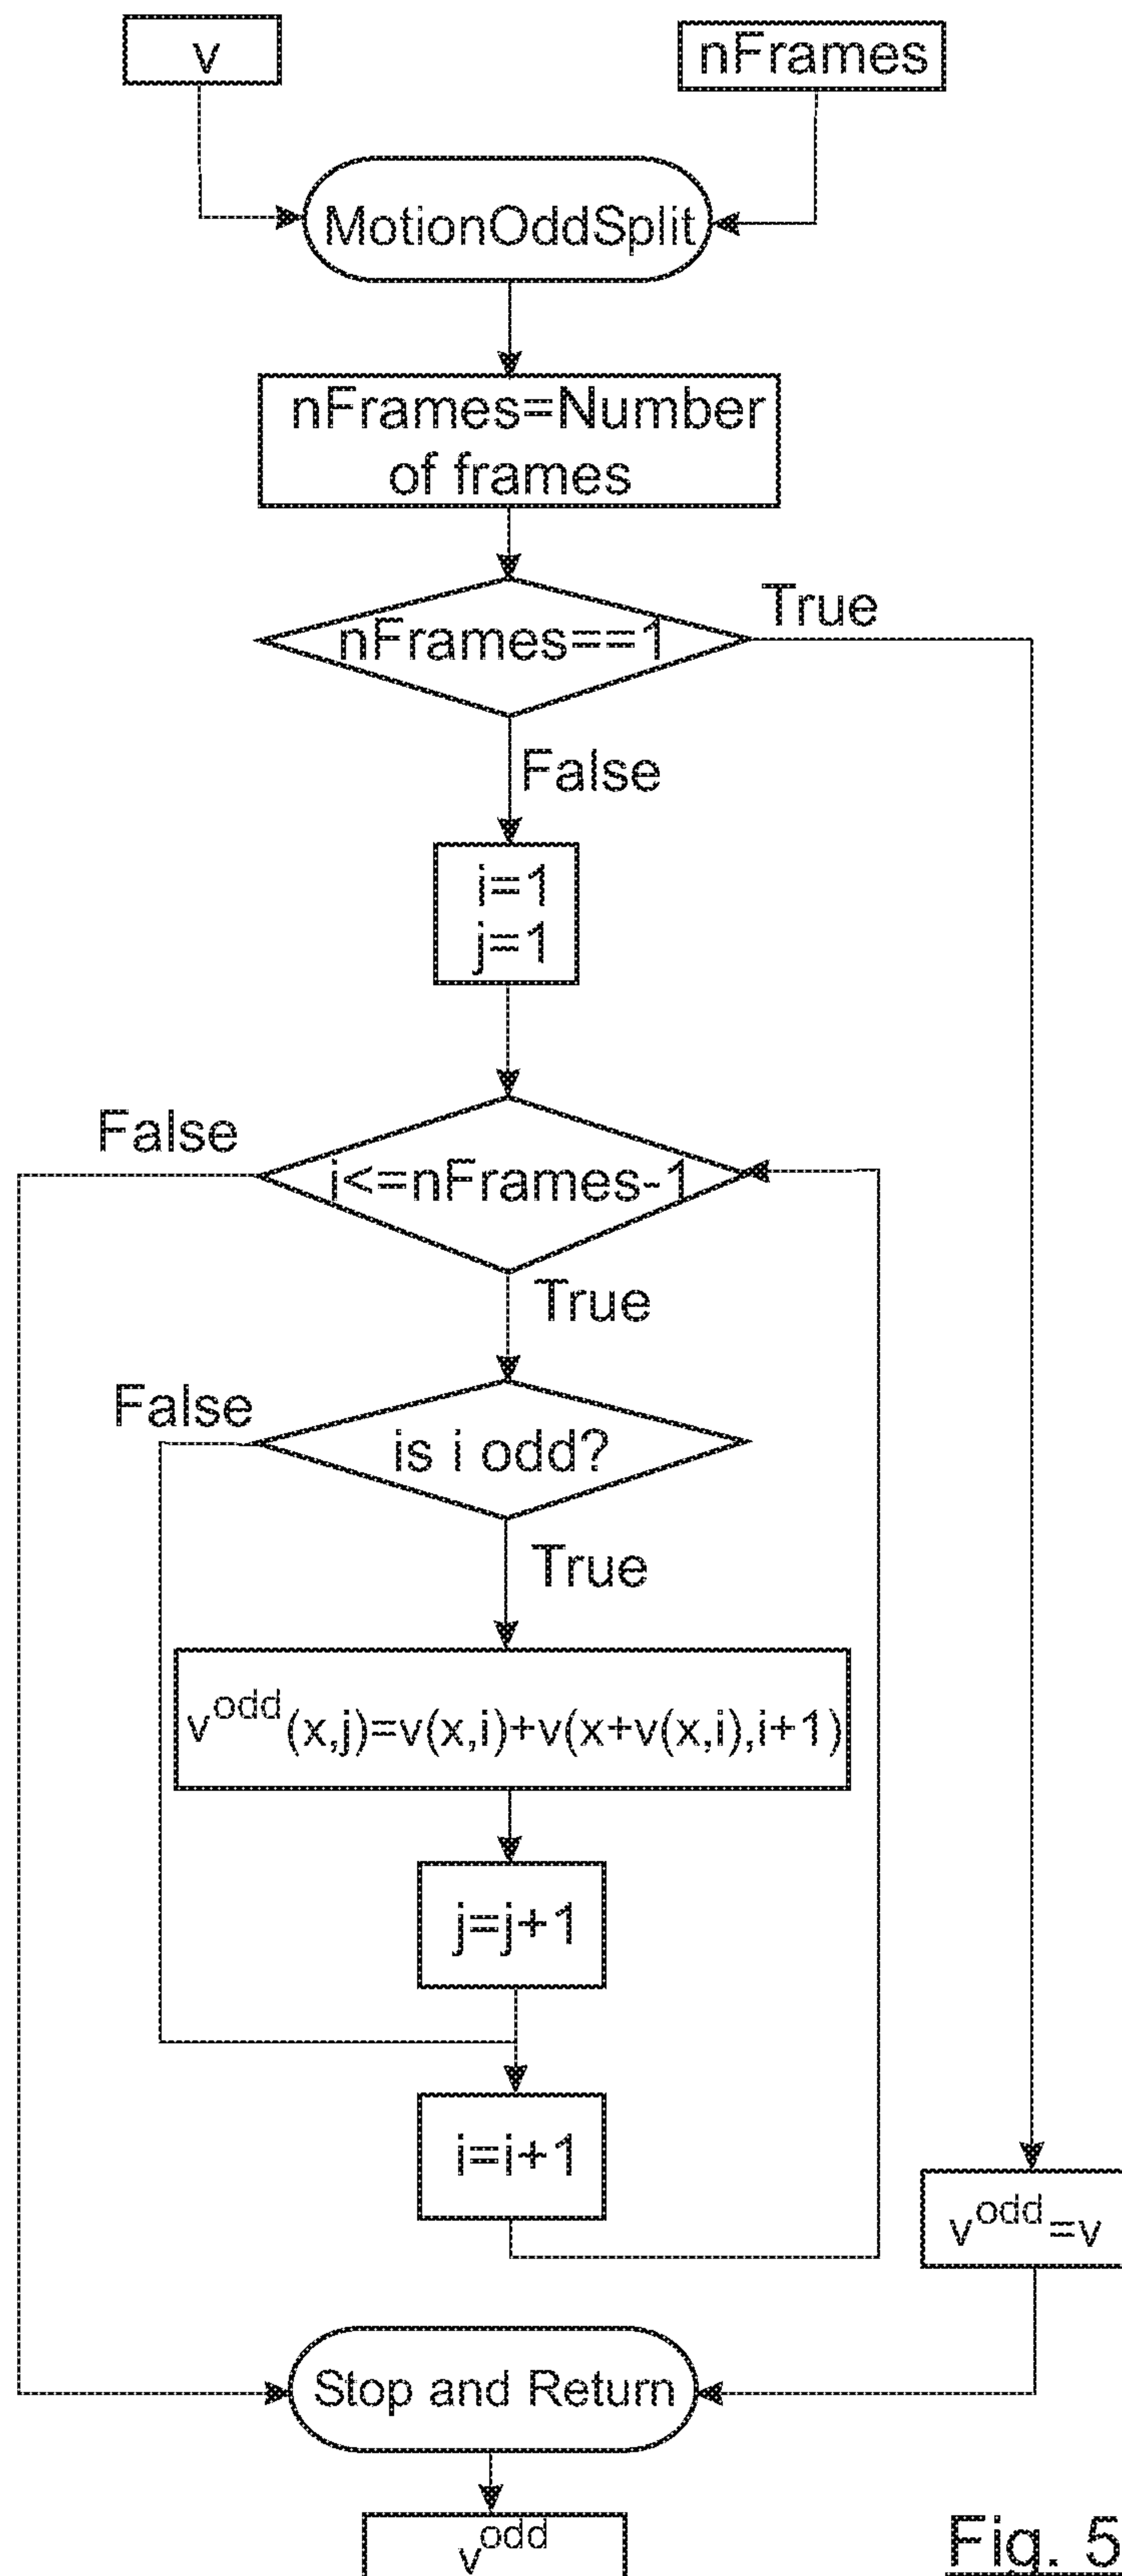 v
nFrames
MotionOddSplit
nFrames=Number
of frames
nFrames==1
True
False
i=1
j=1
False
i<=nFrames-1
True
False
is i odd?
True
v^odd(x,j)=v(x,i)+v(x+v(x,i),i+1)
j=j+1
i=i+1
v^odd=v
Stop and Return
v^odd
Fig. 5